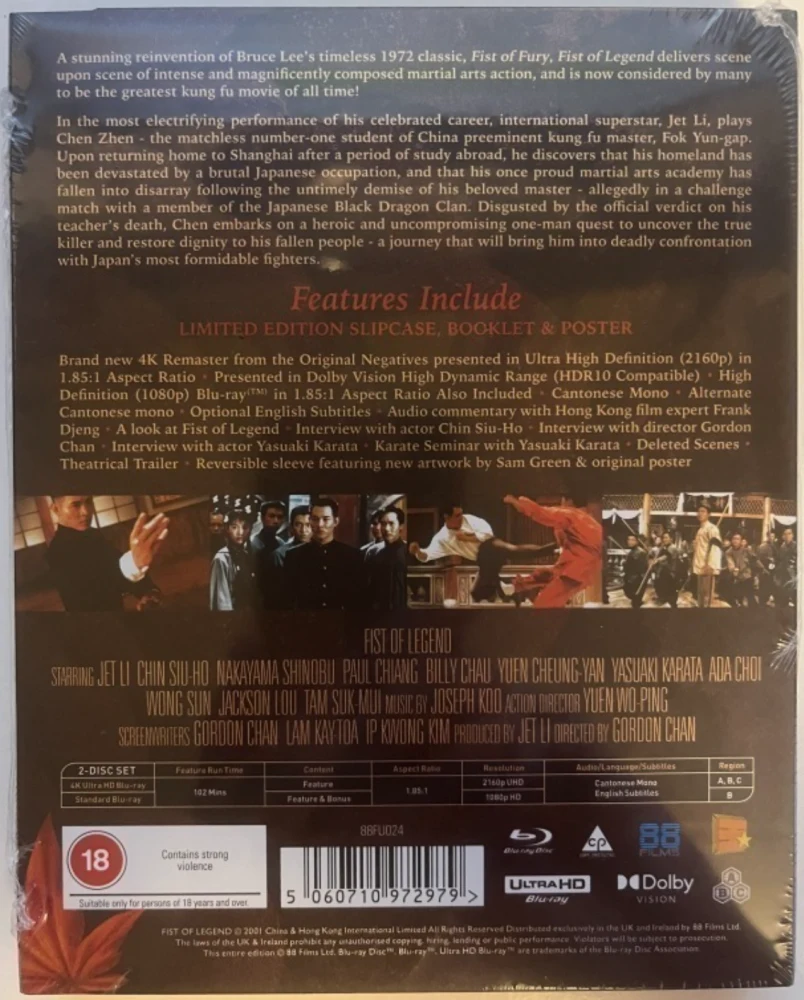 A stunning reinvention of Bruce Lee's timeless 1972 classic, Fist of Fury, Fist of Legend delivers scene
upon scene of intense and magnificently composed martial arts action, and is now considered by many
to be the greatest kung fu movie of all time!
In the most electrifying performance of his celebrated career, international superstar, Jet Li, plays
Chen Zhen - the matchless number-one student of China preeminent kung fu master, Fok Yun-gap.
Upon returning home to Shanghai after a period of study abroad, he discovers that his homeland has
been devastated by a brutal Japanese occupation, and that his once proud martial arts academy has
fallen into disarray following the untimely demise of his beloved master - allegedly in a challenge
match with a member of the Japanese Black Dragon Clan. Disgusted by the official verdict on his
teacher's death, Chen embarks on a heroic and uncompromising one-man quest to uncover the true
killer and restore dignity to his fallen people - a journey that will bring him into deadly confrontation
with Japan's most formidable fighters.
Features Include
LIMITED EDITION SLIPCASE, BOOKLET & POSTER
Brand new 4K Remaster from the Original Negatives presented in Ultra High Definition (2160p) in
1.85:1 Aspect Ratio • Presented in Dolby Vision High Dynamic Range (HDR10 Compatible) • High
Definition (1080p) Blu-ray(TM) in 1.85:1 Aspect Ratio Also Included • Cantonese Mono • Alternate
Cantonese mono • Optional English Subtitles • Audio commentary with Hong Kong film expert Frank
Djeng • A look at Fist of Legend • Interview with actor Chin Siu-Ho • Interview with director Gordon
Chan • Interview with actor Yasuaki Karata • Karate Seminar with Yasuaki Karata • Deleted Scenes •
Theatrical Trailer • Reversible sleeve featuring new artwork by Sam Green & original poster
FIST OF LEGEND
STARRING JET LI CHIN SIU-HO NAKAYAMA SHINOBU PAUL CHIANG BILLY CHAU YUEN CHEUNG-YAN YASUAKI KARATA ADA CHOI
WONG SUN JACKSON LOU TAM SUK-MUI MUSIC BY JOSEPH KOO ACTION DIRECTOR YUEN WO-PING
SCREENWRITERS GORDON CHAN LAM KAY-TOA IP KWONG KIM PRODUCED BY JET LI DIRECTED BY GORDON CHAN
2-DISC SET Feature Run Time Content Aspect Ratio Resolution Audio/Language/Subtitles Region
4K Ultra HD Blu-ray 102 Mins Feature 1.85:1 2160p UHD Cantonese Mono A, B, C
Standard Blu-ray Feature & Bonus 1080p HD English Subtitles B
88FU024
18
Contains strong
violence
Suitable only for persons of 18 years and over.
5 060710 972979 >
Blu-ray Disc
cp
88
FILMS
ULTRA HD
Blu-ray
Dolby
VISION
A
B C
FIST OF LEGEND © 2001 China & Hong Kong International Limited All Rights Reserved Distributed exclusively in the UK and Ireland by 88 Films Ltd.
The laws of the UK & Ireland prohibit any unauthorised copying, hiring, lending or public performance. Violators will be subject to prosecution.
This entire edition © 88 Films Ltd. Blu-ray Disc™, Blu-ray™, Ultra HD Blu-ray™ are trademarks of the Blu-ray Disc Association.